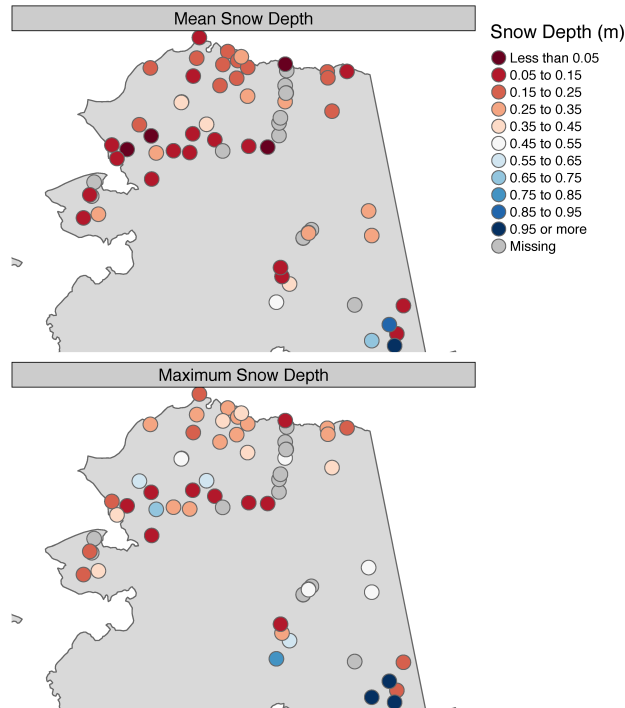 Mean Snow Depth
Snow Depth (m)
Less than 0.05
0.05 to 0.15
0.15 to 0.25
0.25 to 0.35
0.35 to 0.45
0.45 to 0.55
0.55 to 0.65
0.65 to 0.75
0.75 to 0.85
0.85 to 0.95
0.95 or more
Missing
Maximum Snow Depth